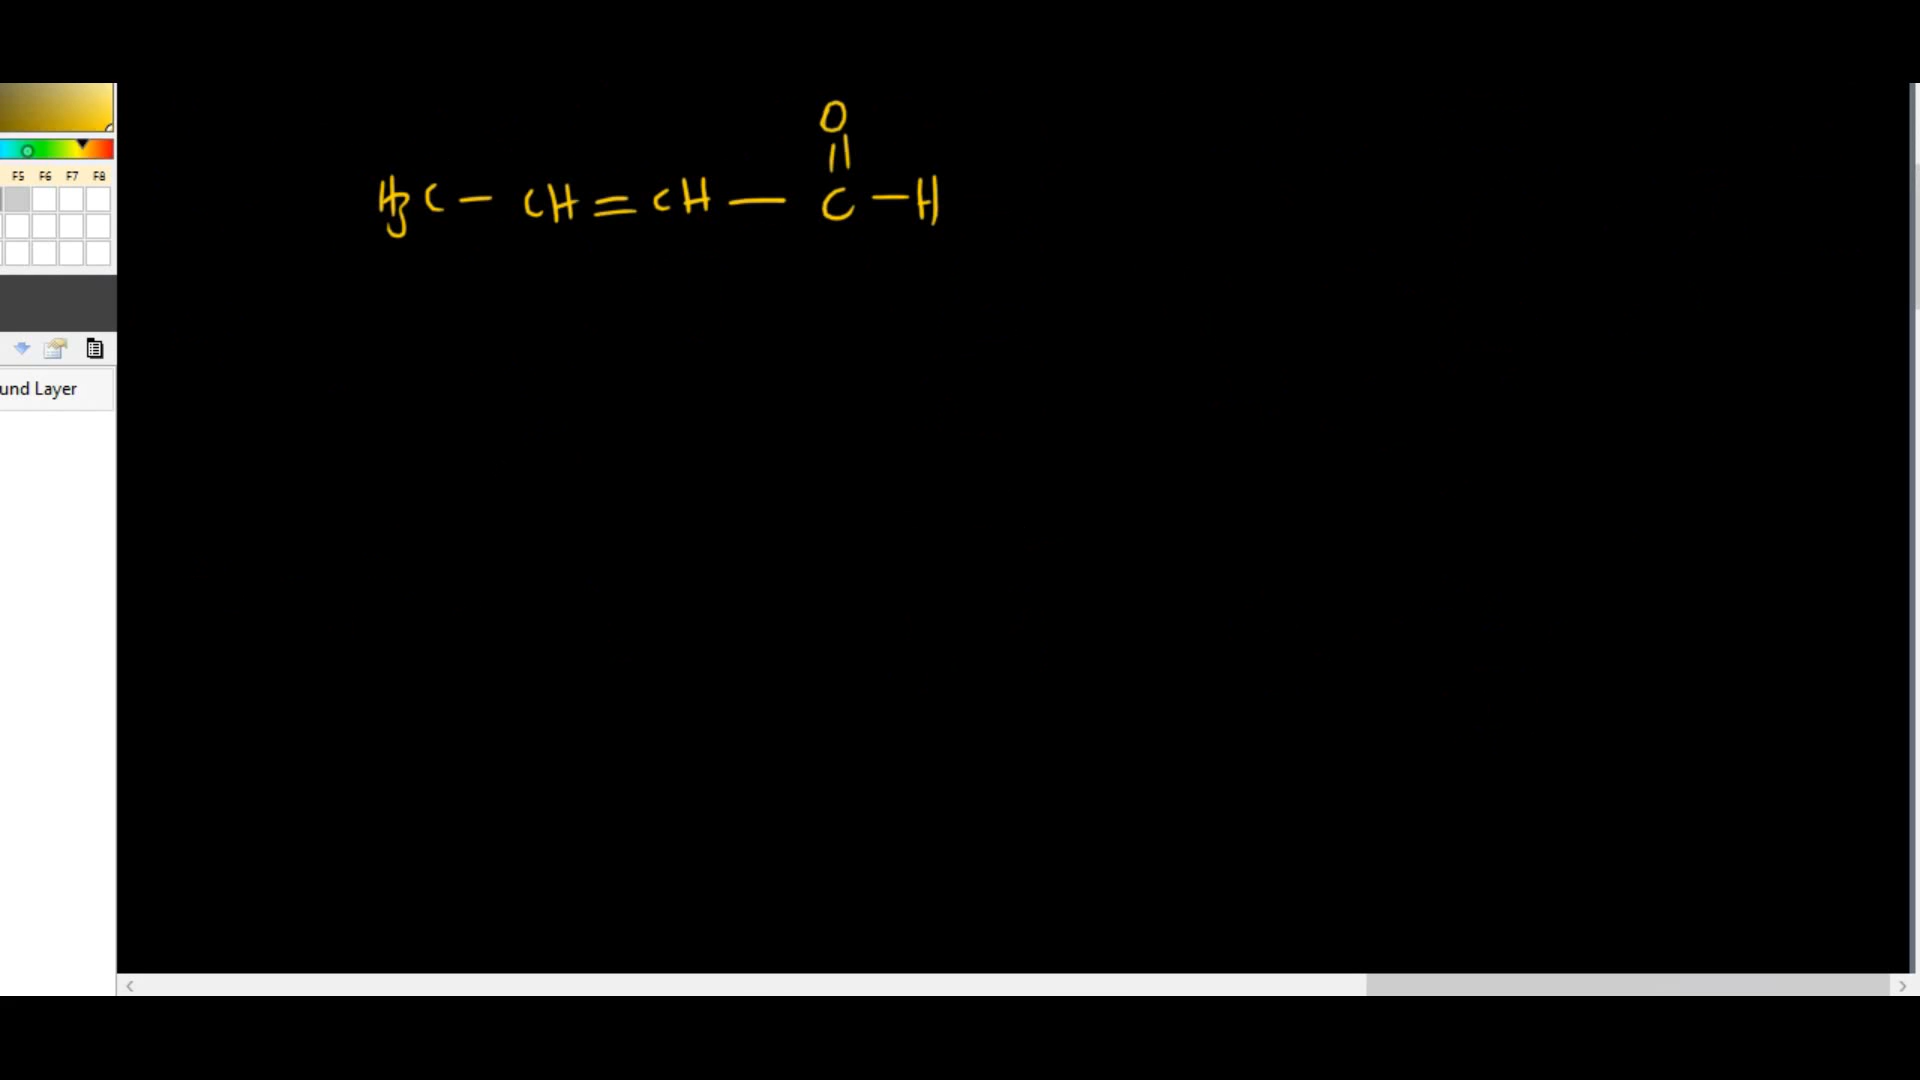 O
||
H3C - CH = CH - C - H
F5 F6 F7 F8
und Layer